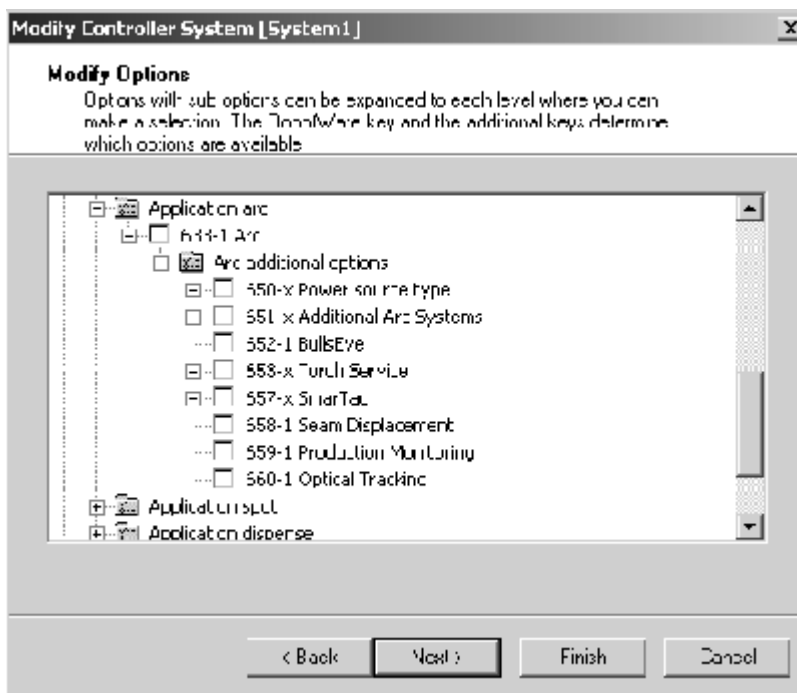 Modify Controller System [System1]
Modify Options
Options with sub options can be expanded to each level where you can
make a selection. The RobotWare key and the additional keys determine
which options are available
Application arc
633-1 Arc
Arc additional options
650-x Power source type
651-x Additional Arc Systems
652-1 BullsEye
653-x Torch Service
657-x SmarTac
658-1 Seam Displacement
659-1 Production Monitoring
660-1 Optical Tracking
Application spot
Application dispense
< Back
Next >
Finish
Cancel